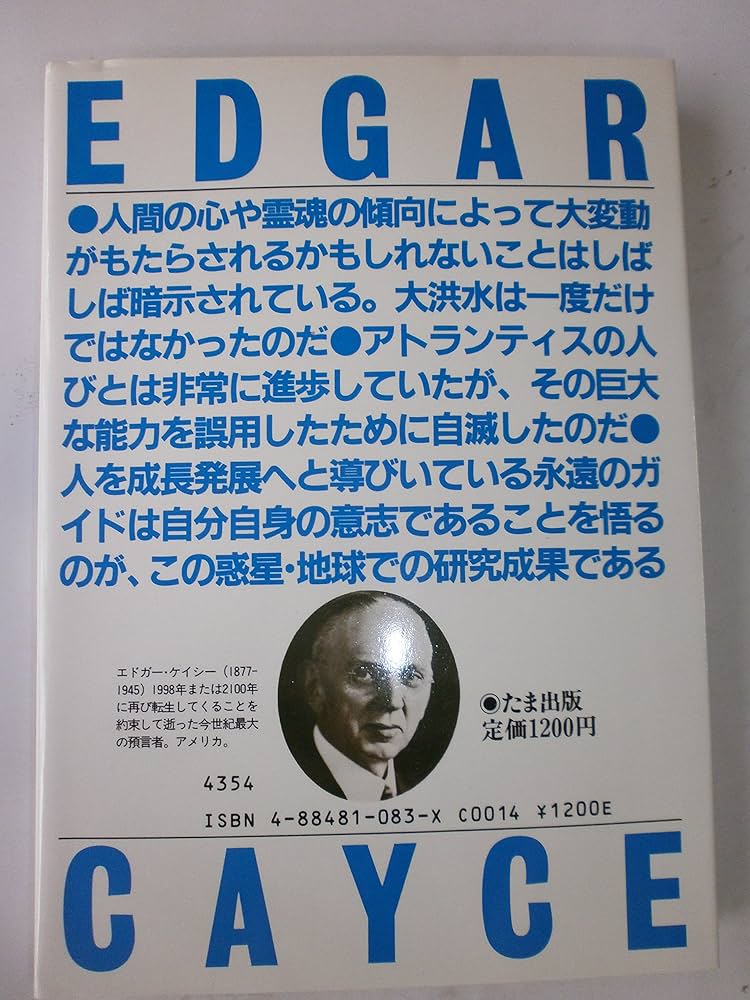 EDGAR
●人間の心や霊魂の傾向によって大変動
がもたらされるかもしれないことはしば
しば暗示されている。大洪水は一度だけ
ではなかったのだ●アトランティスの人
びとは非常に進歩していたが、その巨大
な能力を誤用したために自滅したのだ●
人を成長発展へと導びいている永遠のガ
イドは自分自身の意志であることを悟る
のが、この惑星・地球での研究成果である
エドガー・ケイシー(1877-
1945)1998年または2100年
に再び転生してくることを
約束して逝った今世紀最大
の預言者。アメリカ。
◉たま出版
定価1200円
4354
ISBN 4-88481-083-X C0014 ¥1200E
CAYCE